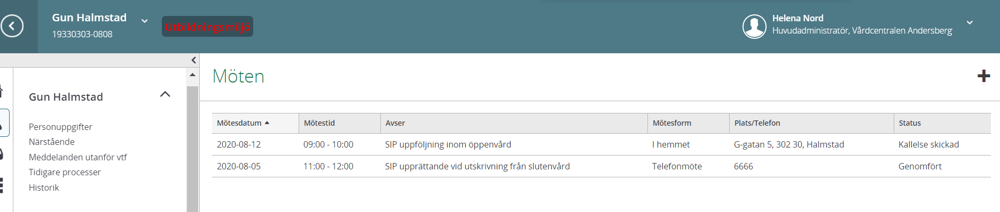 Gun Halmstad
19330303-0808
Utbildningsmiljö
Helena Nord
Huvudadministratör, Vårdcentralen Andersberg
Gun Halmstad
Personuppgifter
Närstående
Meddelanden utanför vtf
Tidigare processer
Historik
Möten
Mötesdatum Mötestid Avser Mötesform Plats/Telefon Status
2020-08-12 09:00 - 10:00 SIP uppföljning inom öppenvård I hemmet G-gatan 5, 302 30, Halmstad Kallelse skickad
2020-08-05 11:00 - 12:00 SIP upprättande vid utskrivning från slutenvård Telefonmöte 6666 Genomfört